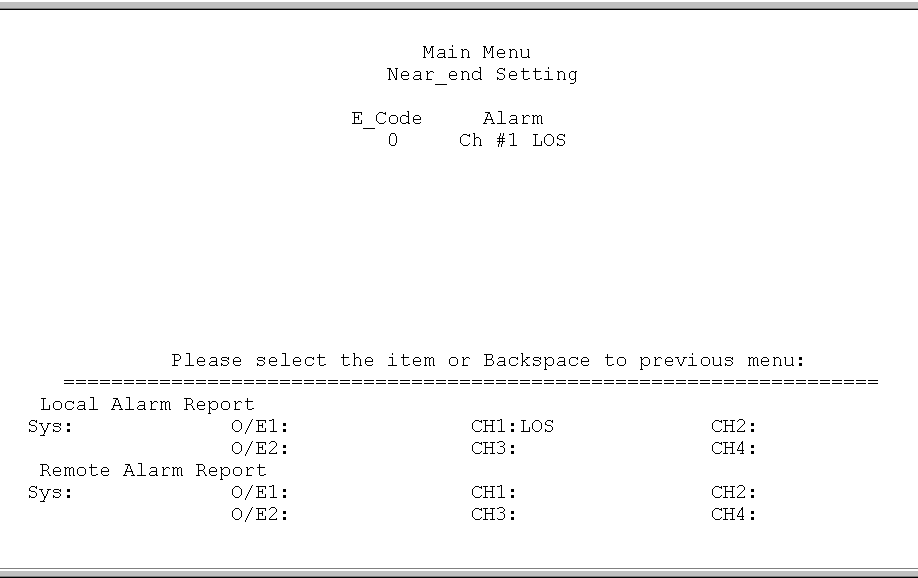 Main Menu
Near_end Setting
E_Code Alarm
0 Ch #1 LOS
Please select the item or Backspace to previous menu:
====================================================================
Local Alarm Report
Sys: O/E1: CH1:LOS CH2:
O/E2: CH3: CH4:
Remote Alarm Report
Sys: O/E1: CH1: CH2:
O/E2: CH3: CH4: